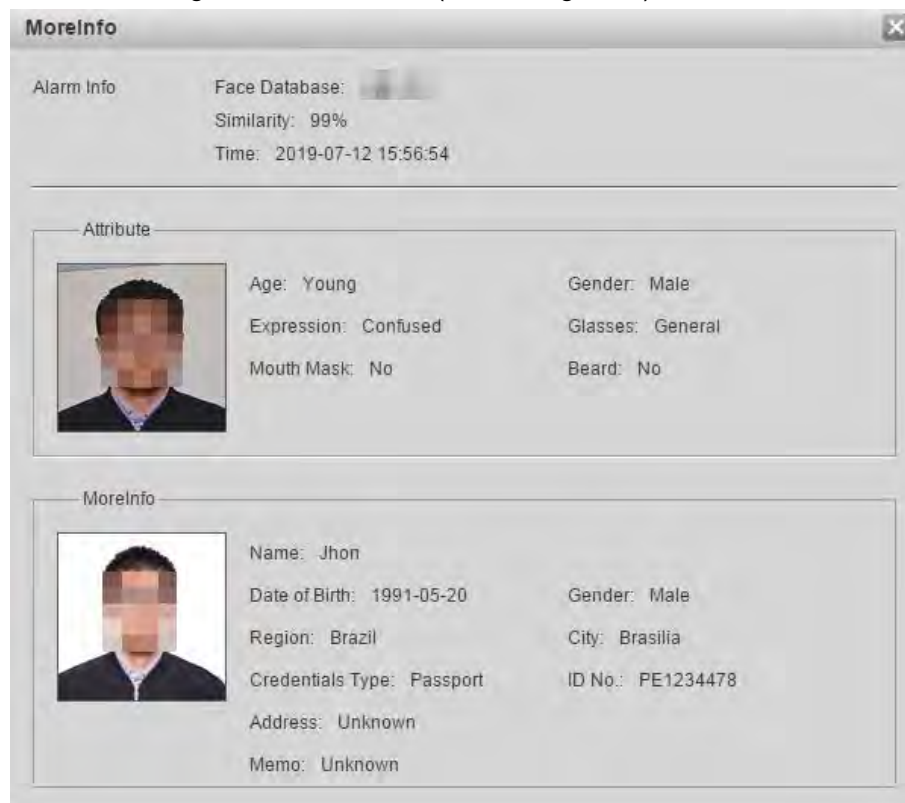 MoreInfo
Alarm Info Face Database:
Similarity: 99%
Time: 2019-07-12 15:56:54
Attribute
Age: Young Gender: Male
Expression: Confused Glasses: General
Mouth Mask: No Beard: No
MoreInfo
Name: Jhon
Date of Birth: 1991-05-20 Gender: Male
Region: Brazil City: Brasilia
Credentials Type: Passport ID No.: PE1234478
Address: Unknown
Memo: Unknown